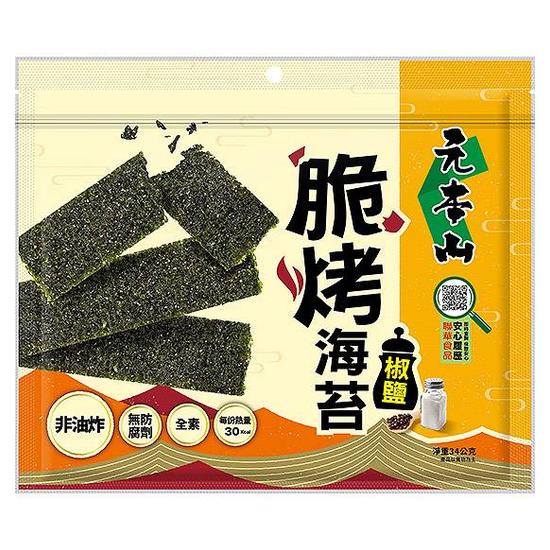 元本山
脆烤海苔
椒鹽
聯華食品
安心履歷
非油炸
無防
腐劑
全素
每份熱量
30Kcal
淨重34公克